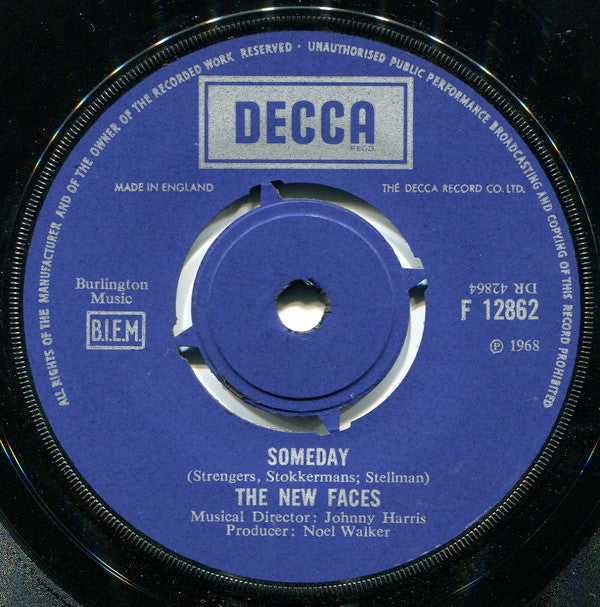 ALL RIGHTS OF THE MANUFACTURER AND OF THE OWNER OF THE RECORDED WORK RESERVED · UNAUTHORISED PUBLIC PERFORMANCE BROADCASTING AND COPYING OF THIS RECORD PROHIBITED
DECCA
REGD.
MADE IN ENGLAND
THE DECCA RECORD CO. LTD.
Burlington
Music
B.I.E.M.
DR 42864
F 12862
℗ 1968
SOMEDAY
(Strengers, Stokkermans; Stellman)
THE NEW FACES
Musical Director: Johnny Harris
Producer: Noel Walker